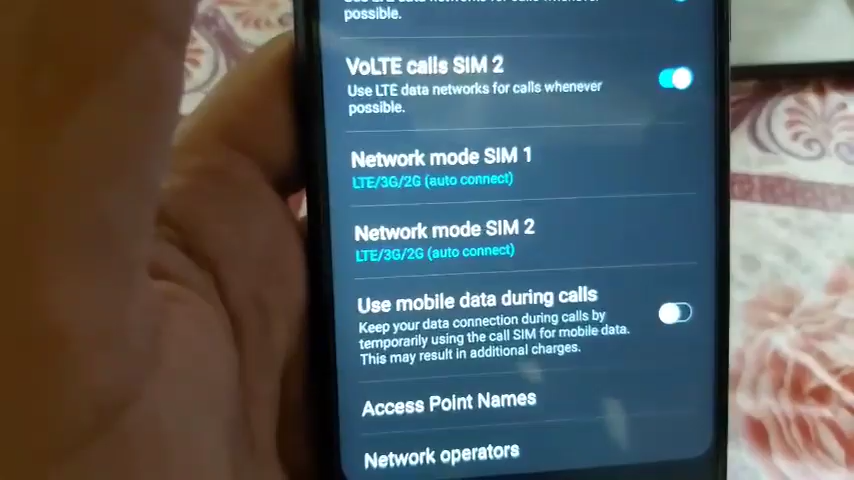 possible.
VoLTE calls SIM 2
Use LTE data networks for calls whenever
possible.
Network mode SIM 1
LTE/3G/2G (auto connect)
Network mode SIM 2
LTE/3G/2G (auto connect)
Use mobile data during calls
Keep your data connection during calls by
temporarily using the call SIM for mobile data.
This may result in additional charges.
Access Point Names
Network operators